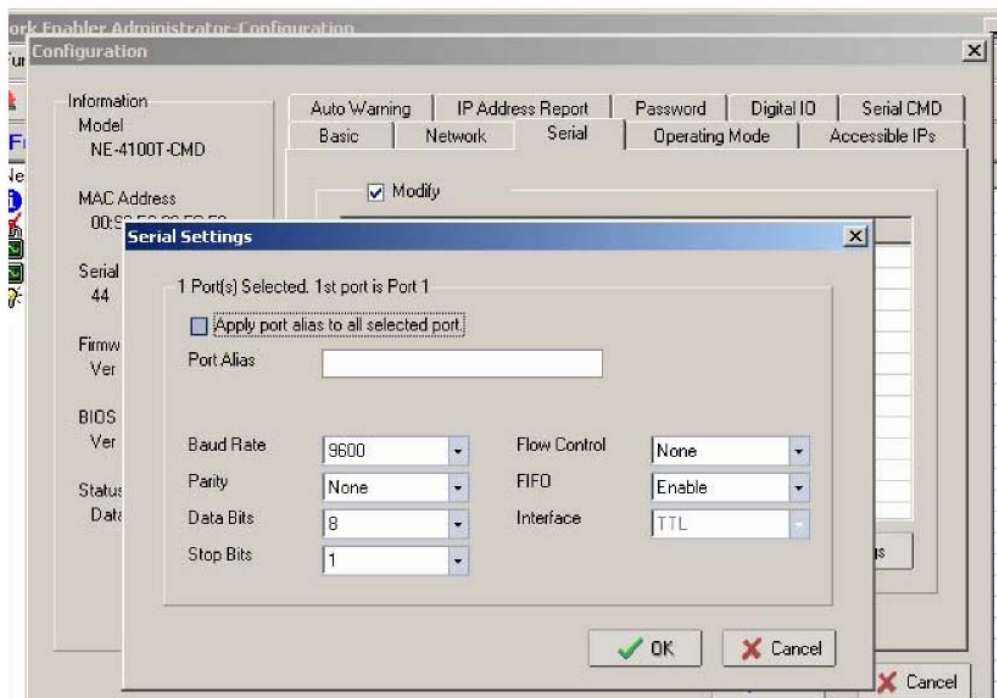 ork Enabler Administrator-Configuration
Configuration
Information
Model
NE-4100T-CMD
MAC Address
Serial
44
Firmw
Ver
BIOS
Ver
Status
Data
Auto Warning
IP Address Report
Password
Digital IO
Serial CMD
Basic
Network
Serial
Operating Mode
Accessible IPs
Modify
Serial Settings
1 Port(s) Selected. 1st port is Port 1
Apply port alias to all selected port.
Port Alias
Baud Rate
9600
Flow Control
None
Parity
None
FIFO
Enable
Data Bits
8
Interface
TTL
Stop Bits
1
gs
OK
Cancel
Cancel